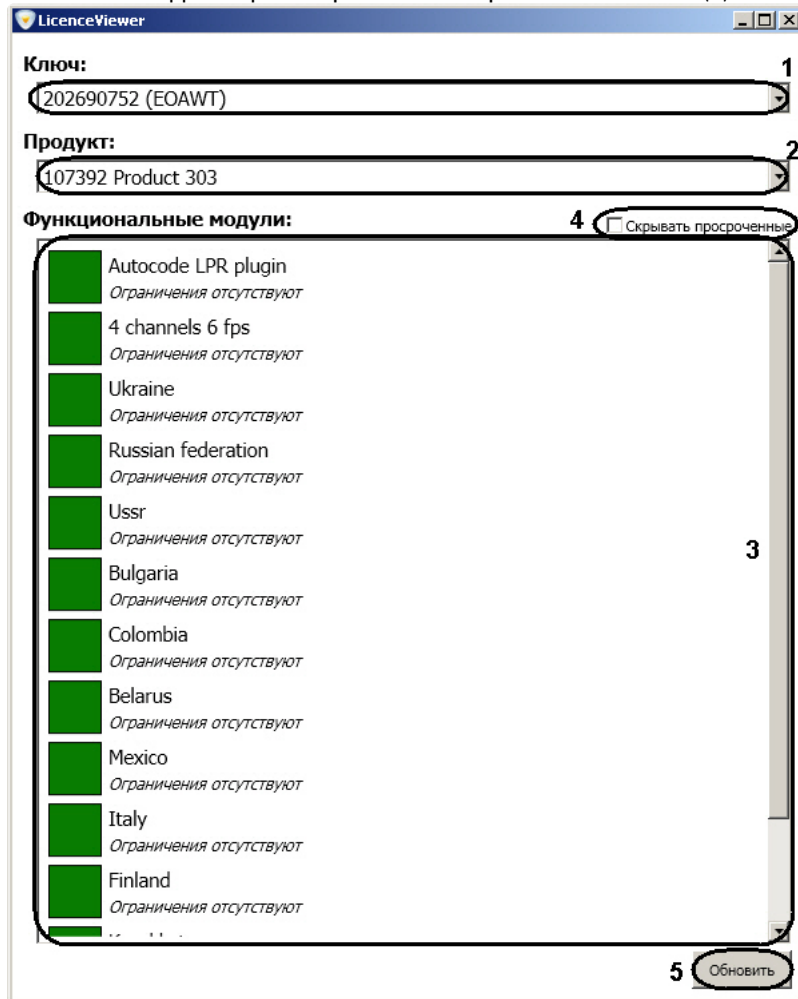 LicenceViewer
Ключ:
1
202690752 (EOAWT)
Продукт:
2
107392 Product 303
Функциональные модули:
4
Скрывать просроченные
Autocode LPR plugin
Ограничения отсутствуют
4 channels 6 fps
Ограничения отсутствуют
Ukraine
Ограничения отсутствуют
Russian federation
Ограничения отсутствуют
Ussr
Ограничения отсутствуют
3
Bulgaria
Ограничения отсутствуют
Colombia
Ограничения отсутствуют
Belarus
Ограничения отсутствуют
Mexico
Ограничения отсутствуют
Italy
Ограничения отсутствуют
Finland
Ограничения отсутствуют
5
Обновить